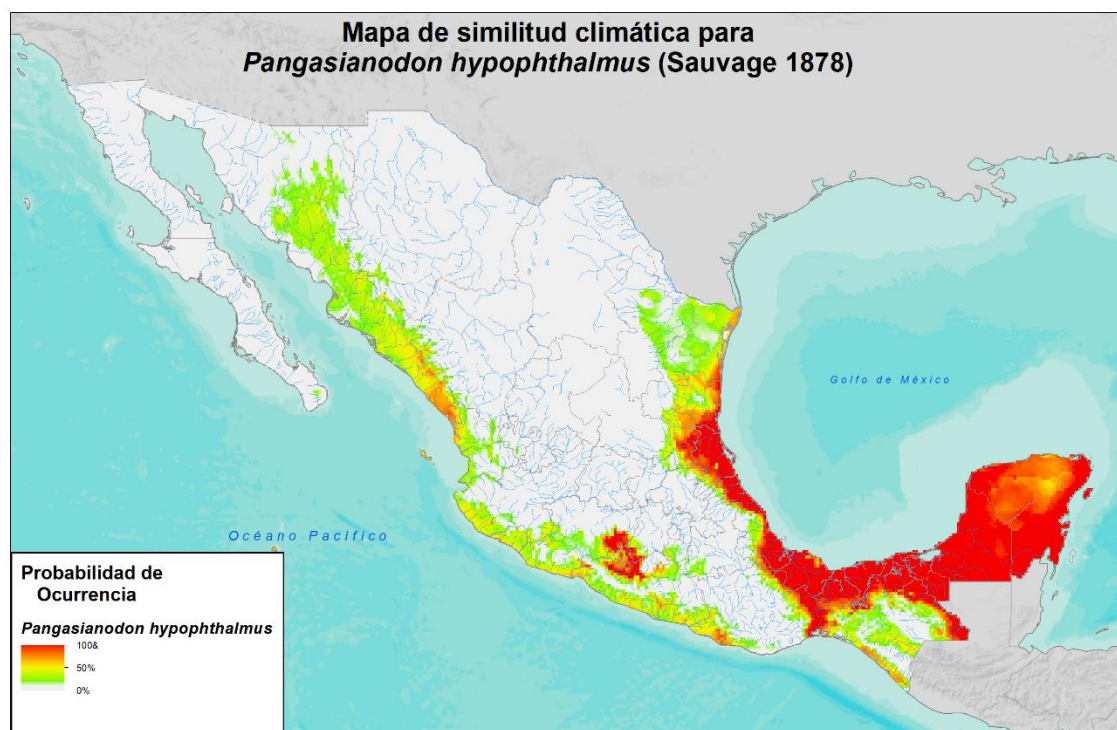 Mapa de similitud climática para
Pangasianodon hypophthalmus (Sauvage 1878)
Golfo de México
Océano Pacífico
Probabilidad de
Ocurrencia
Pangasianodon hypophthalmus
100&
50%
0%